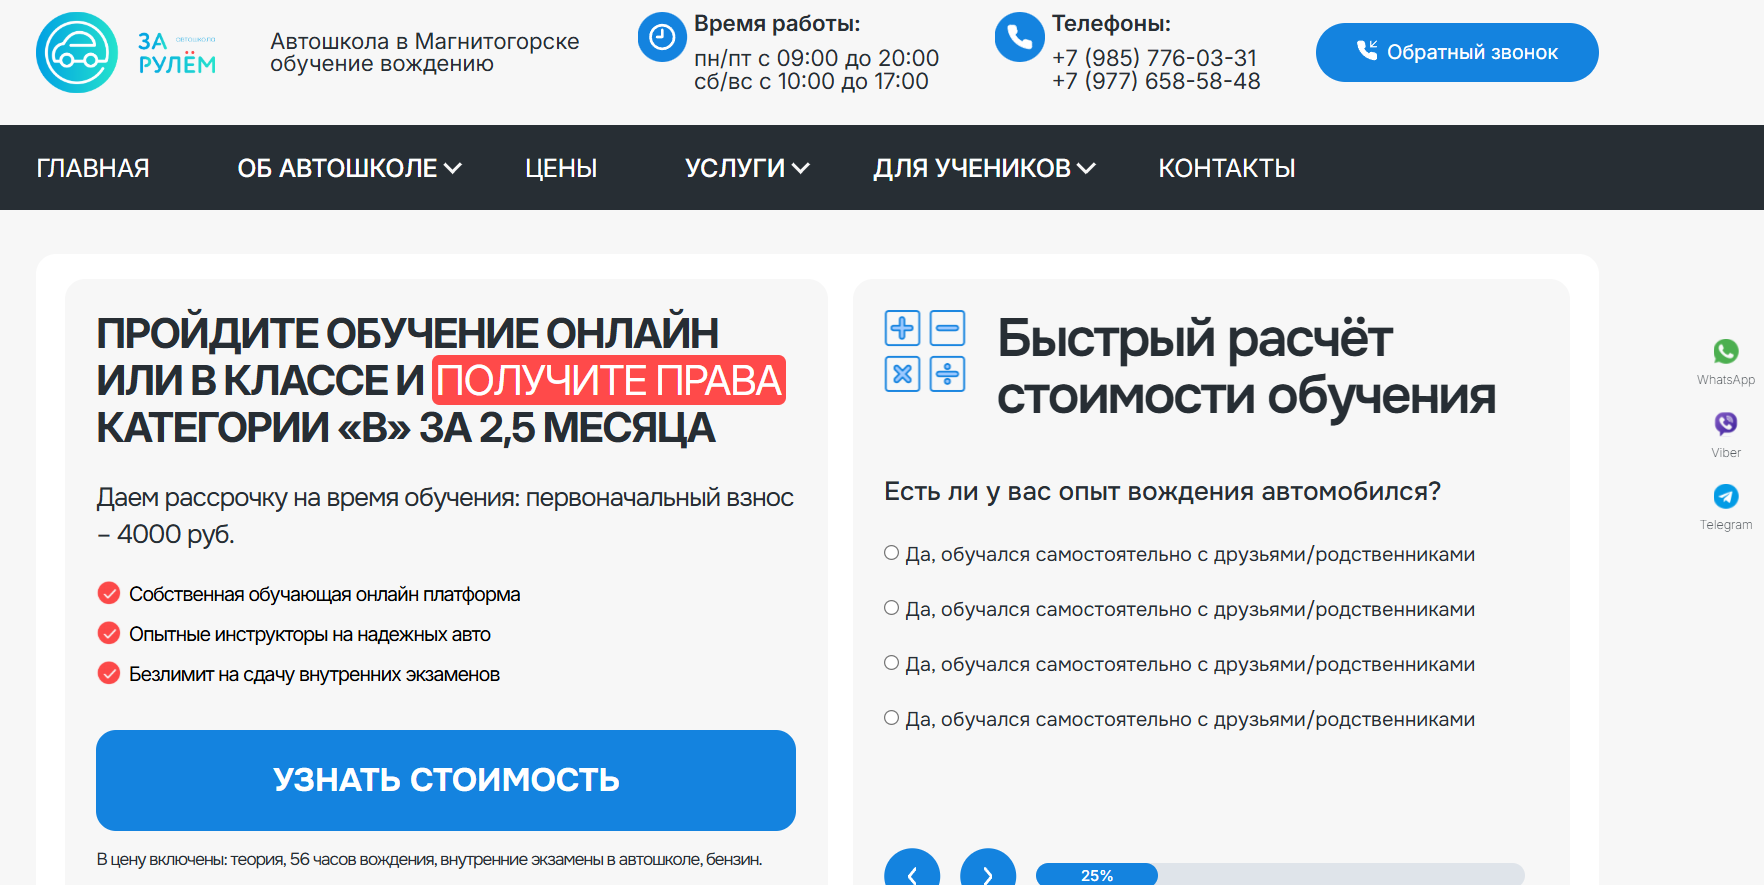 ЗА автошкола
РУЛЁМ
Автошкола в Магнитогорске
обучение вождению
Время работы:
пн/пт с 09:00 до 20:00
сб/вс с 10:00 до 17:00
Телефоны:
+7 (985) 776-03-31
+7 (977) 658-58-48
Обратный звонок
ГЛАВНАЯ
ОБ АВТОШКОЛЕ
ЦЕНЫ
УСЛУГИ
ДЛЯ УЧЕНИКОВ
КОНТАКТЫ
ПРОЙДИТЕ ОБУЧЕНИЕ ОНЛАЙН
ИЛИ В КЛАССЕ И ПОЛУЧИТЕ ПРАВА
КАТЕГОРИИ «В» ЗА 2,5 МЕСЯЦА
Даем рассрочку на время обучения: первоначальный взнос
– 4000 руб.
Собственная обучающая онлайн платформа
Опытные инструкторы на надежных авто
Безлимит на сдачу внутренних экзаменов
УЗНАТЬ СТОИМОСТЬ
В цену включены: теория, 56 часов вождения, внутренние экзамены в автошколе, бензин.
Быстрый расчёт
стоимости обучения
Есть ли у вас опыт вождения автомобился?
Да, обучался самостоятельно с друзьями/родственниками
Да, обучался самостоятельно с друзьями/родственниками
Да, обучался самостоятельно с друзьями/родственниками
Да, обучался самостоятельно с друзьями/родственниками
25%
WhatsApp
Viber
Telegram